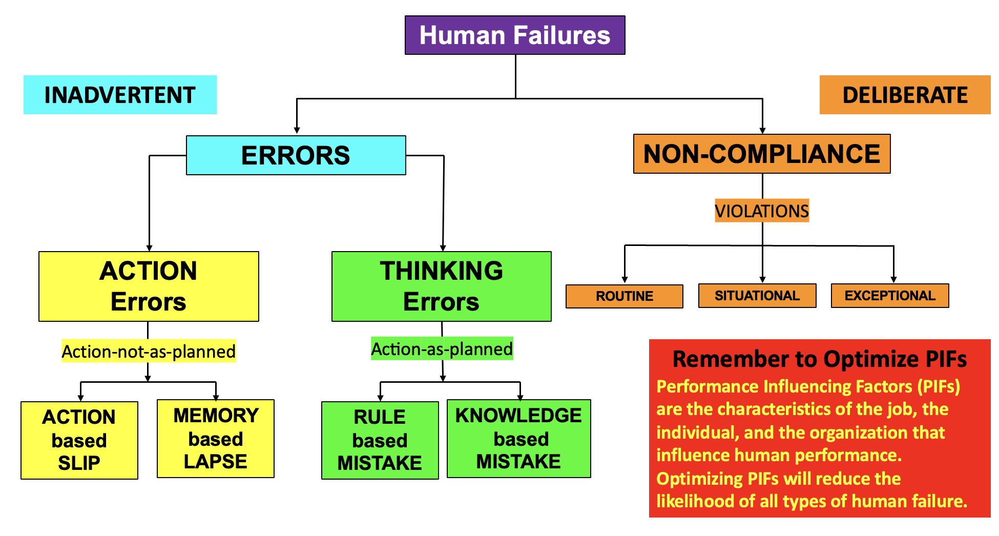 Human Failures
INADVERTENT
DELIBERATE
ERRORS
NON-COMPLIANCE
VIOLATIONS
ACTION
Errors
THINKING
Errors
ROUTINE
SITUATIONAL
EXCEPTIONAL
Action-not-as-planned
Action-as-planned
ACTION
based
SLIP
MEMORY
based
LAPSE
RULE
based
MISTAKE
KNOWLEDGE
based
MISTAKE
Remember to Optimize PIFs
Performance Influencing Factors (PIFs)
are the characteristics of the job, the
individual, and the organization that
influence human performance.
Optimizing PIFs will reduce the
likelihood of all types of human failure.